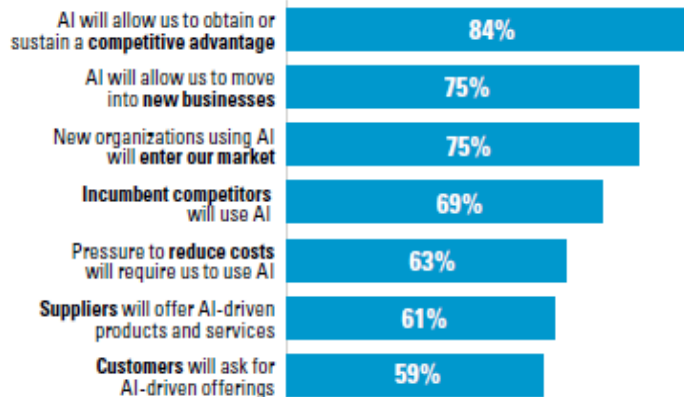 AI will allow us to obtain or
sustain a competitive advantage
84%
AI will allow us to move
into new businesses
75%
New organizations using AI
will enter our market
75%
Incumbent competitors
will use AI
69%
Pressure to reduce costs
will require us to use AI
63%
Suppliers will offer AI-driven
products and services
61%
Customers will ask for
AI-driven offerings
59%